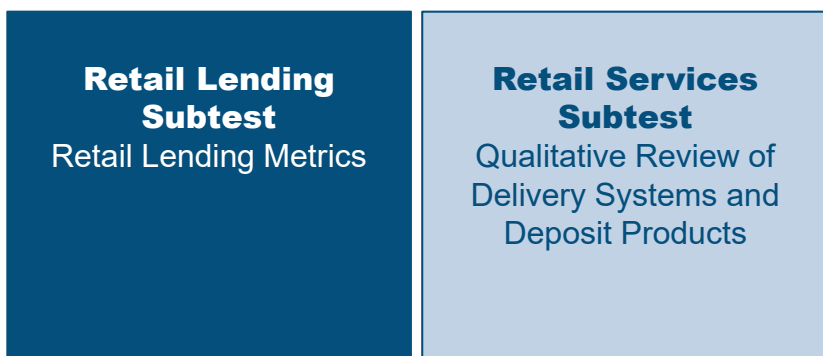 Retail Lending
Subtest
Retail Lending Metrics
Retail Services
Subtest
Qualitative Review of
Delivery Systems and
Deposit Products